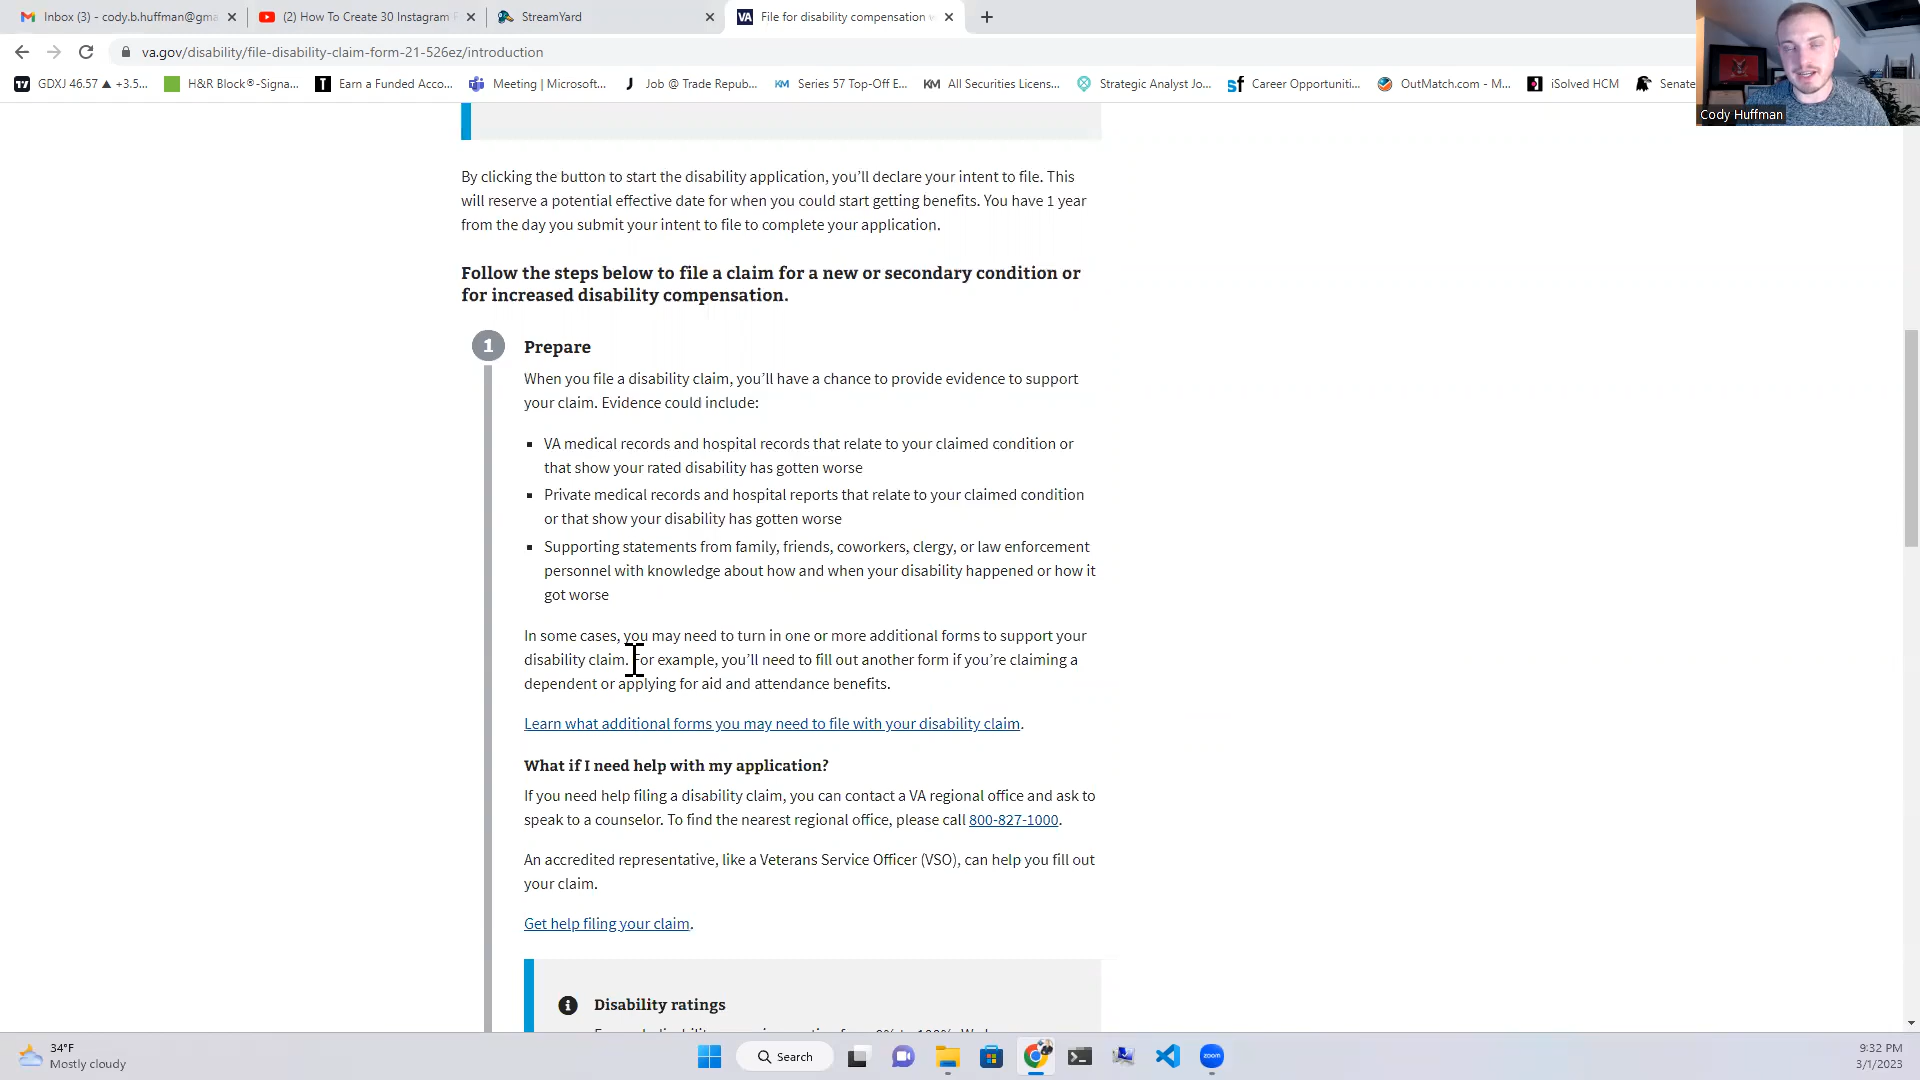 Inbox (3) - cody.b.huffman@gma
(2) How To Create 30 Instagram
StreamYard
VA File for disability compensation
va.gov/disability/file-disability-claim-form-21-526ez/introduction
GDXJ 46.57 ▲ +3.5...
H&R Block®-Signa...
Earn a Funded Acco...
Meeting | Microsoft...
Job @ Trade Repub...
KM Series 57 Top-Off E...
KM All Securities Licens...
Strategic Analyst Jo...
sf Career Opportuniti...
OutMatch.com - M...
iSolved HCM
Senate
Cody Huffman
By clicking the button to start the disability application, you’ll declare your intent to file. This
will reserve a potential effective date for when you could start getting benefits. You have 1 year
from the day you submit your intent to file to complete your application.
Follow the steps below to file a claim for a new or secondary condition or
for increased disability compensation.
1 Prepare
When you file a disability claim, you’ll have a chance to provide evidence to support
your claim. Evidence could include:
▪ VA medical records and hospital records that relate to your claimed condition or
that show your rated disability has gotten worse
▪ Private medical records and hospital reports that relate to your claimed condition
or that show your disability has gotten worse
▪ Supporting statements from family, friends, coworkers, clergy, or law enforcement
personnel with knowledge about how and when your disability happened or how it
got worse
In some cases, you may need to turn in one or more additional forms to support your
disability claim. For example, you’ll need to fill out another form if you’re claiming a
dependent or applying for aid and attendance benefits.
Learn what additional forms you may need to file with your disability claim.
What if I need help with my application?
If you need help filing a disability claim, you can contact a VA regional office and ask to
speak to a counselor. To find the nearest regional office, please call 800-827-1000.
An accredited representative, like a Veterans Service Officer (VSO), can help you fill out
your claim.
Get help filing your claim.
Disability ratings
34°F
Mostly cloudy
Search
zoom
9:32 PM
3/1/2023